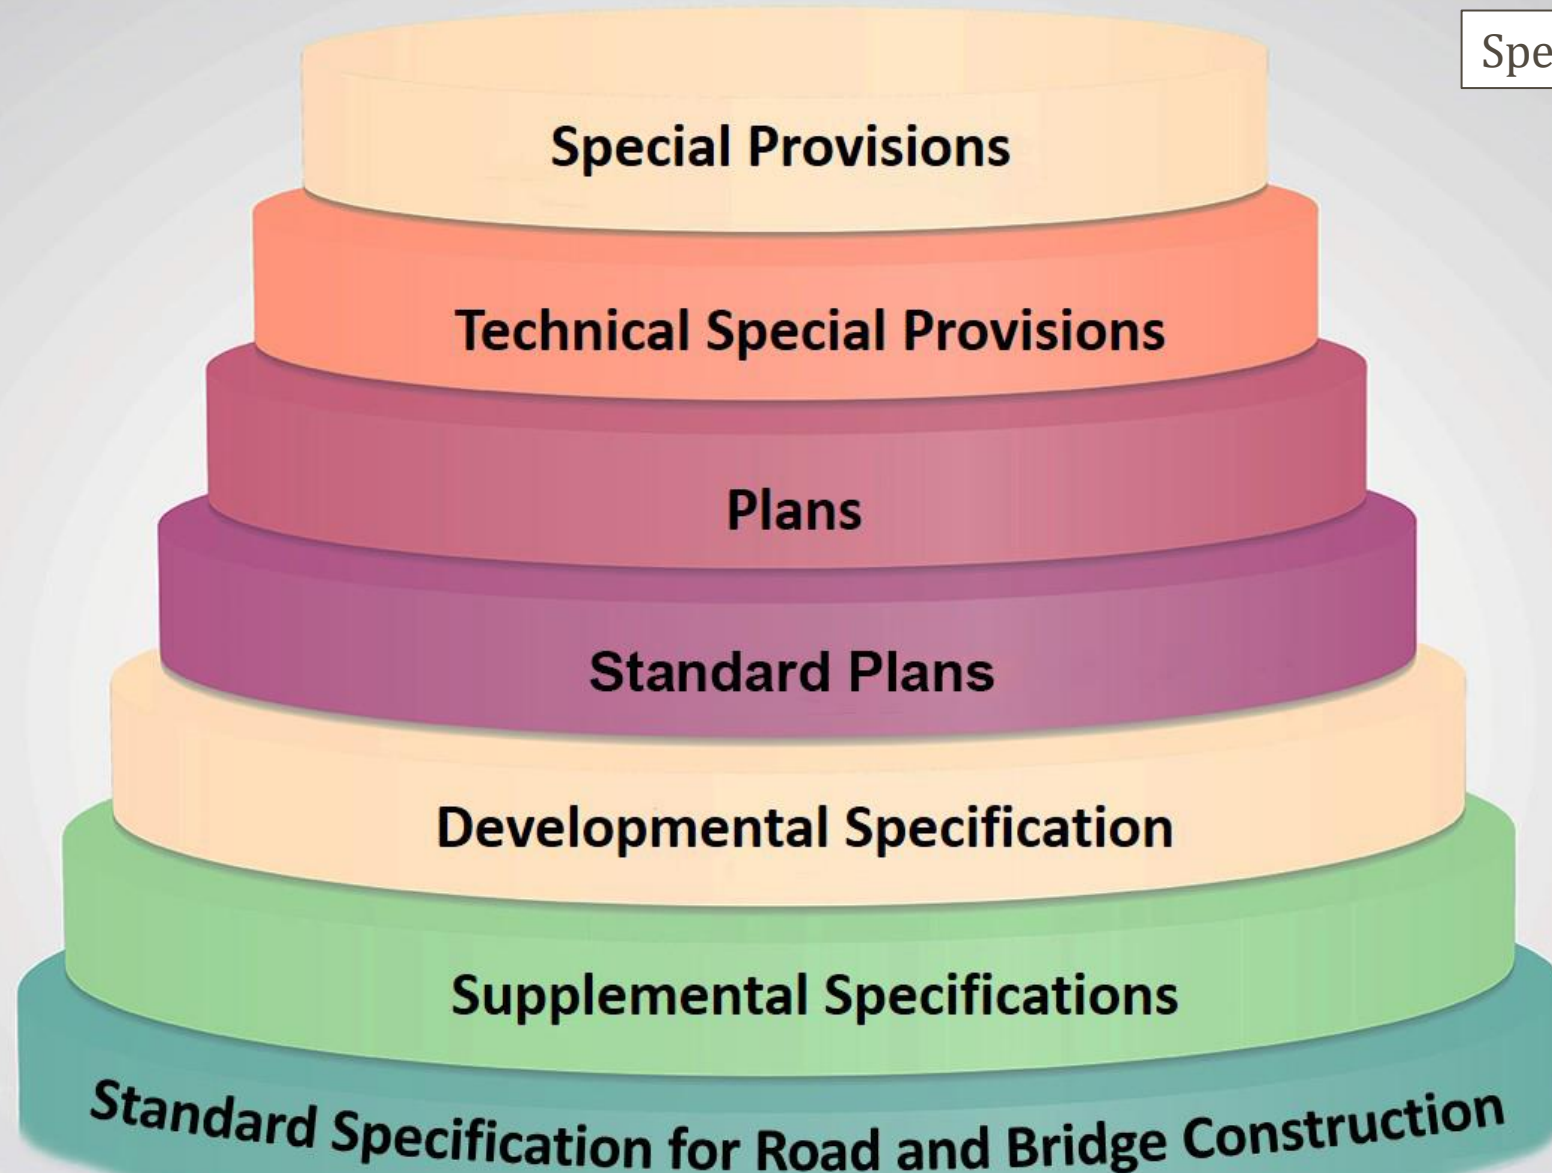 Spe
Special Provisions
Technical Special Provisions
Plans
Standard Plans
Developmental Specification
Supplemental Specifications
Standard Specification for Road and Bridge Construction